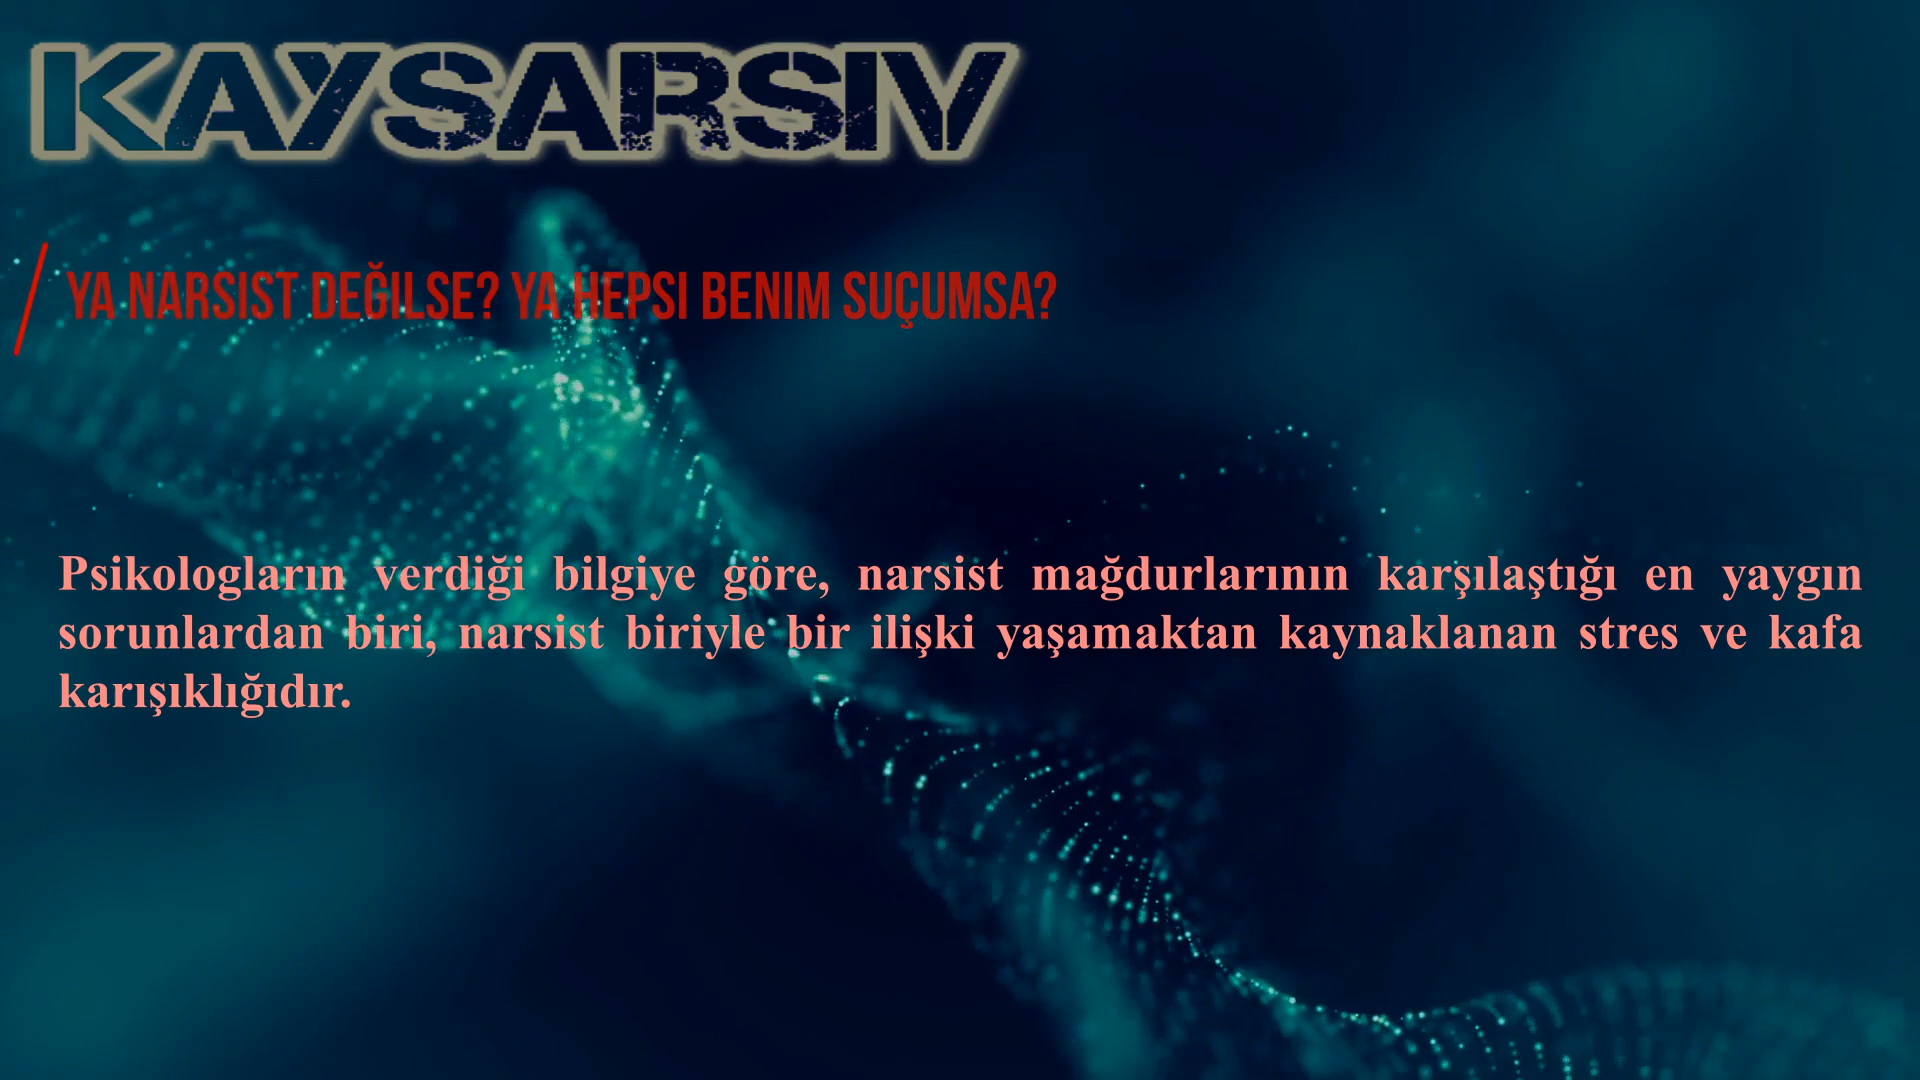 KAYSARSIV
YA NARSIST DEĞILSE? YA HEPSI BENIM SUÇUMSA?
Psikologların verdiği bilgiye göre, narsist mağdurlarının karşılaştığı en yaygın
sorunlardan biri, narsist biriyle bir ilişki yaşamaktan kaynaklanan stres ve kafa
karışıklığıdır.